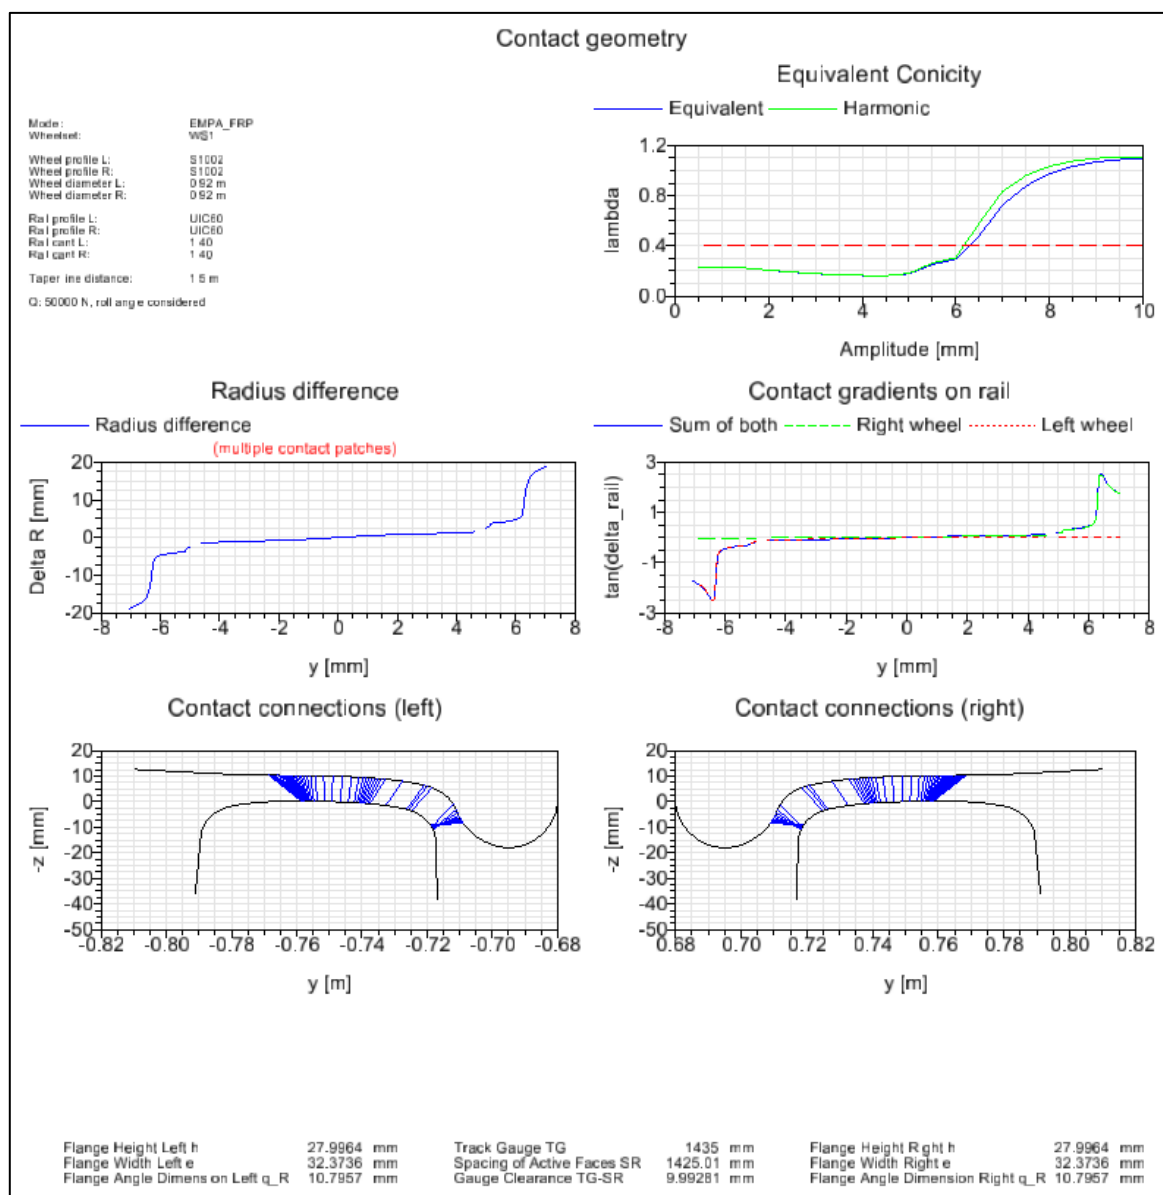 Contact geometry
Mode: EMPA_FRP
Wheelset: WS1
Wheel profile L: S1002
Wheel profile R: S1002
Wheel diameter L: 0.92 m
Wheel diameter R: 0.92 m
Rail profile L: UIC60
Rail profile R: UIC60
Rail cant L: 1:40
Rail cant R: 1:40
Taper line distance: 1.5 m
Q: 50000 N, roll angle considered
Equivalent Conicity
Equivalent Harmonic
lambda
1.2
0.8
0.4
0.0
0 2 4 6 8 10
Amplitude [mm]
Radius difference
Radius difference
(multiple contact patches)
Delta R [mm]
20
10
0
-10
-20
-8 -6 -4 -2 0 2 4 6 8
y [mm]
Contact gradients on rail
Sum of both Right wheel Left wheel
tan(delta_rail)
3
1
-1
-3
-8 -6 -4 -2 0 2 4 6 8
y [mm]
Contact connections (left)
-z [mm]
20
10
0
-10
-20
-30
-40
-50
-0.82 -0.80 -0.78 -0.76 -0.74 -0.72 -0.70 -0.68
y [m]
Contact connections (right)
-z [mm]
20
10
0
-10
-20
-30
-40
-50
0.68 0.70 0.72 0.74 0.76 0.78 0.80 0.82
y [m]
Flange Height Left h 27.9964 mm
Flange Width Left e 32.3736 mm
Flange Angle Dimension Left q_R 10.7957 mm
Track Gauge TG 1435 mm
Spacing of Active Faces SR 1425.01 mm
Gauge Clearance TG-SR 9.99281 mm
Flange Height Right h 27.9964 mm
Flange Width Right e 32.3736 mm
Flange Angle Dimension Right q_R 10.7957 mm